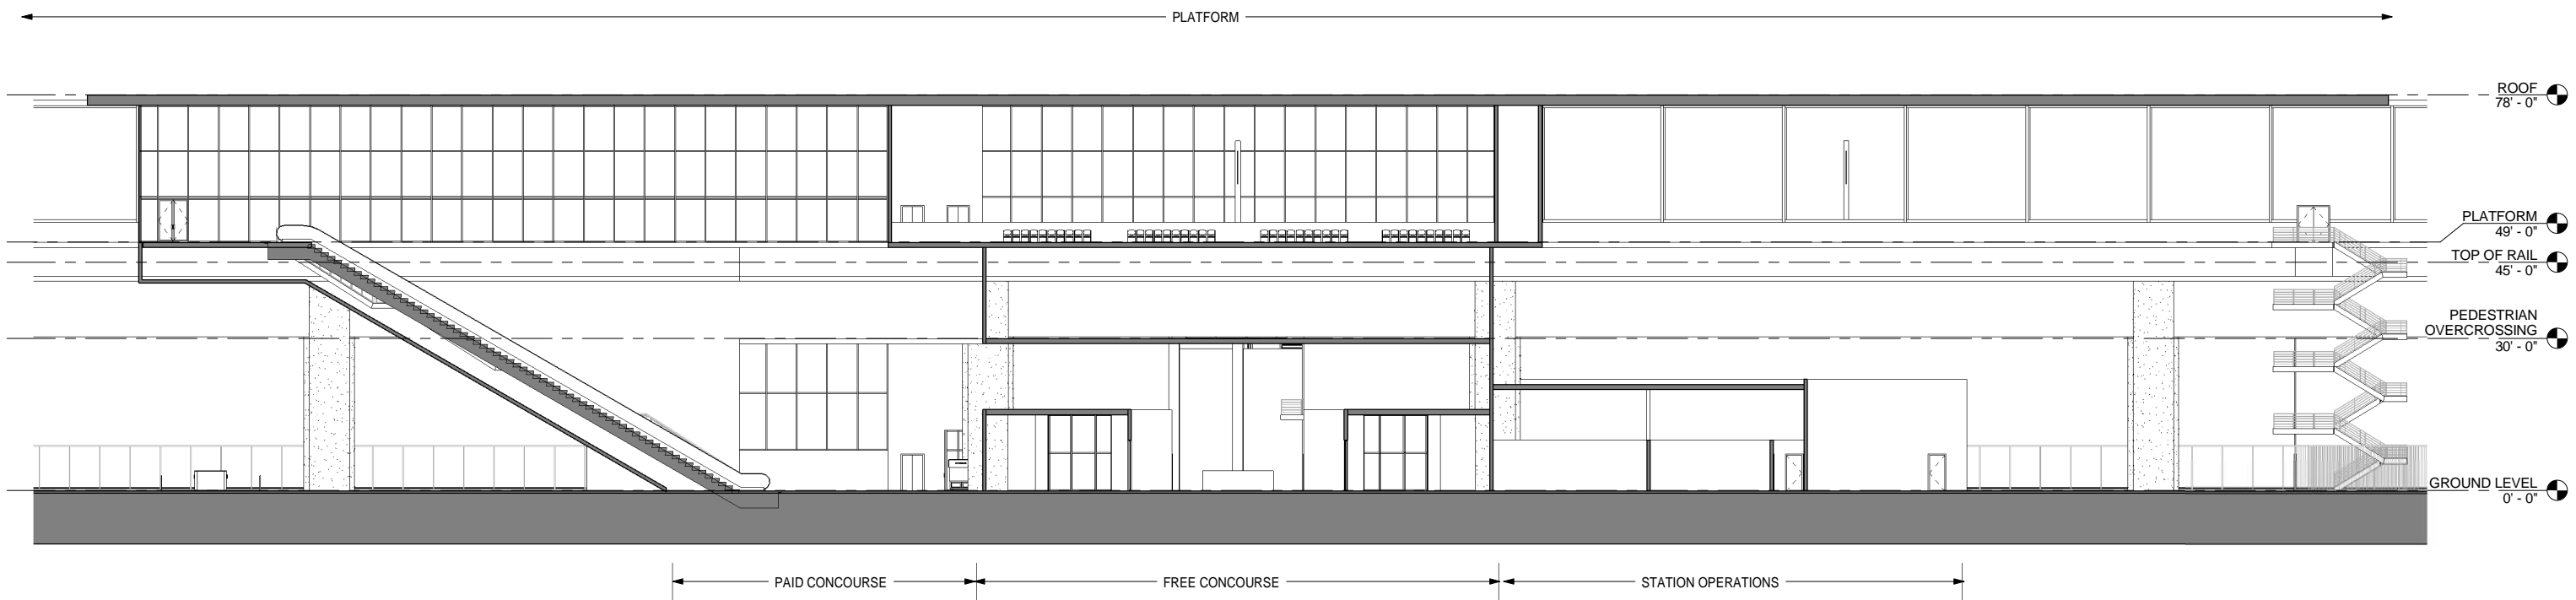 PLATFORM
ROOF
78' - 0"
PLATFORM
49' - 0"
TOP OF RAIL
45' - 0"
PEDESTRIAN
OVERCROSSING
30' - 0"
GROUND LEVEL
0' - 0"
PAID CONCOURSE
FREE CONCOURSE
STATION OPERATIONS